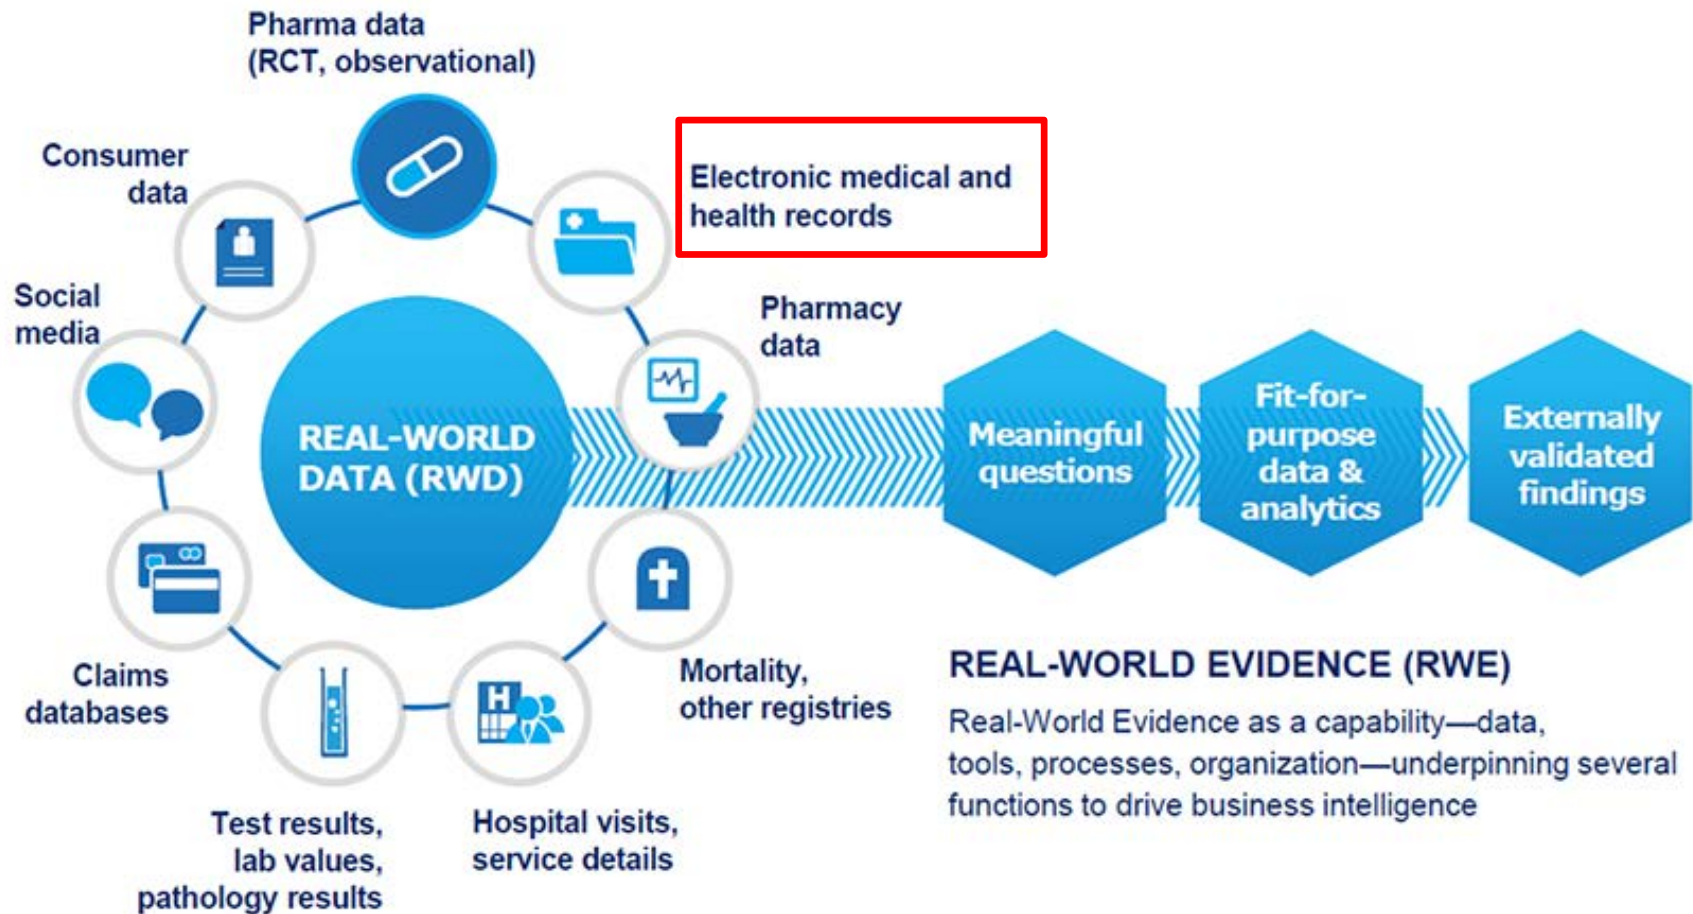 Pharma data
(RCT, observational)
Consumer
data
Electronic medical and
health records
Social
media
Pharmacy
data
REAL-WORLD
DATA (RWD)
Meaningful
questions
Fit-for-
purpose
data &
analytics
Externally
validated
findings
Claims
databases
Mortality,
other registries
H
Test results,
lab values,
pathology results
Hospital visits,
service details
REAL-WORLD EVIDENCE (RWE)
Real-World Evidence as a capability—data,
tools, processes, organization—underpinning several
functions to drive business intelligence